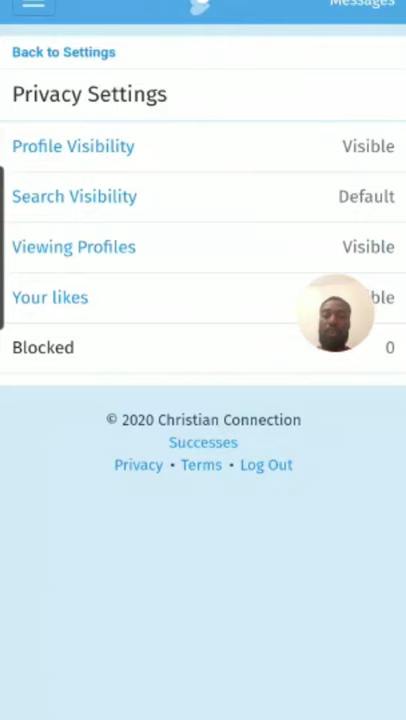 Messages
Back to Settings
Privacy Settings
Profile Visibility Visible
Search Visibility Default
Viewing Profiles Visible
Your likes
Blocked 0
© 2020 Christian Connection
Successes
Privacy • Terms • Log Out